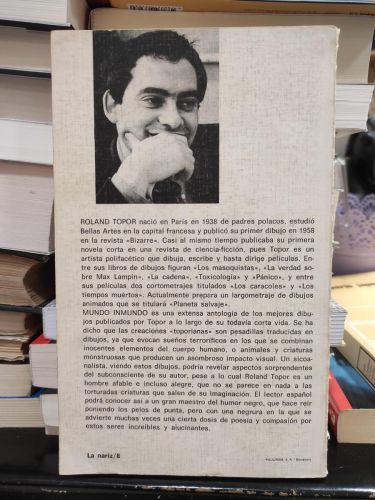 ROLAND TOPOR nació en París en 1938 de padres polacos, estudió
Bellas Artes en la capital francesa y publicó su primer dibujo en 1958
en la revista «Bizarre». Casi al mismo tiempo publicaba su primera
novela corta en una revista de ciencia-ficción, pues Topor es un
artista polifacético que dibuja, escribe y hasta dirige películas. En-
tre sus libros de dibujos figuran «Los masoquistas», «La verdad so-
bre Max Lampin», «La cadena», «Toxicología» y «Pánico», y entre
sus películas dos cortometrajes titulados «Los caracoles» y «Los
tiempos muertos». Actualmente prepara un largometraje de dibujos
animados que se titulará «Planeta salvaje».
MUNDO INMUNDO es una extensa antología de los mejores dibu-
jos publicados por Topor a lo largo de su todavía corta vida. Se ha
dicho que las creaciones «toporianas» son pesadillas traducidas en
dibujos, ya que evocan sueños terroríficos en los que se combinan
inocentes elementos del cuerpo humano, o animales y criaturas
monstruosas que producen un asombroso impacto visual. Un sicoa-
nalista, viendo estos dibujos, podría revelar aspectos sorprendentes
del subconsciente de su autor, pese a lo cual Roland Topor es un
hombre afable e incluso alegre, que no se parece en nada a las
torturadas criaturas que salen de su imaginación. El lector español
podrá conocer así a un gran maestro del humor negro, que hace reír
poniendo los pelos de punta, pero con una negrura en la que se
advierte muchas veces una cierta dosis de poesía y compasión por
estos seres increíbles y alucinantes.
La nariz/8